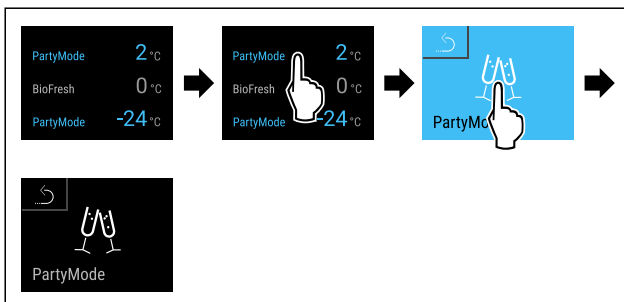 PartyMode 2 °C
BioFresh 0 °C
PartyMode -24 °C
PartyMode 2 °C
BioFresh 0 °C
PartyMode -24 °C
PartyMo
PartyMode